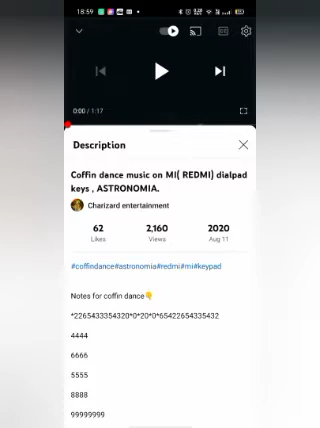 18:59
0:00 / 1:17
Description
Coffin dance music on MI( REDMI) dialpad
keys , ASTRONOMIA.
Charizard entertainment
62 2,160 2020
Likes Views Aug 11
#coffindance#astronomia#redmi#mi#keypad
Notes for coffin dance👇
*2265433354320*0*20*0*65422654335432
4444
6666
5555
8888
99999999